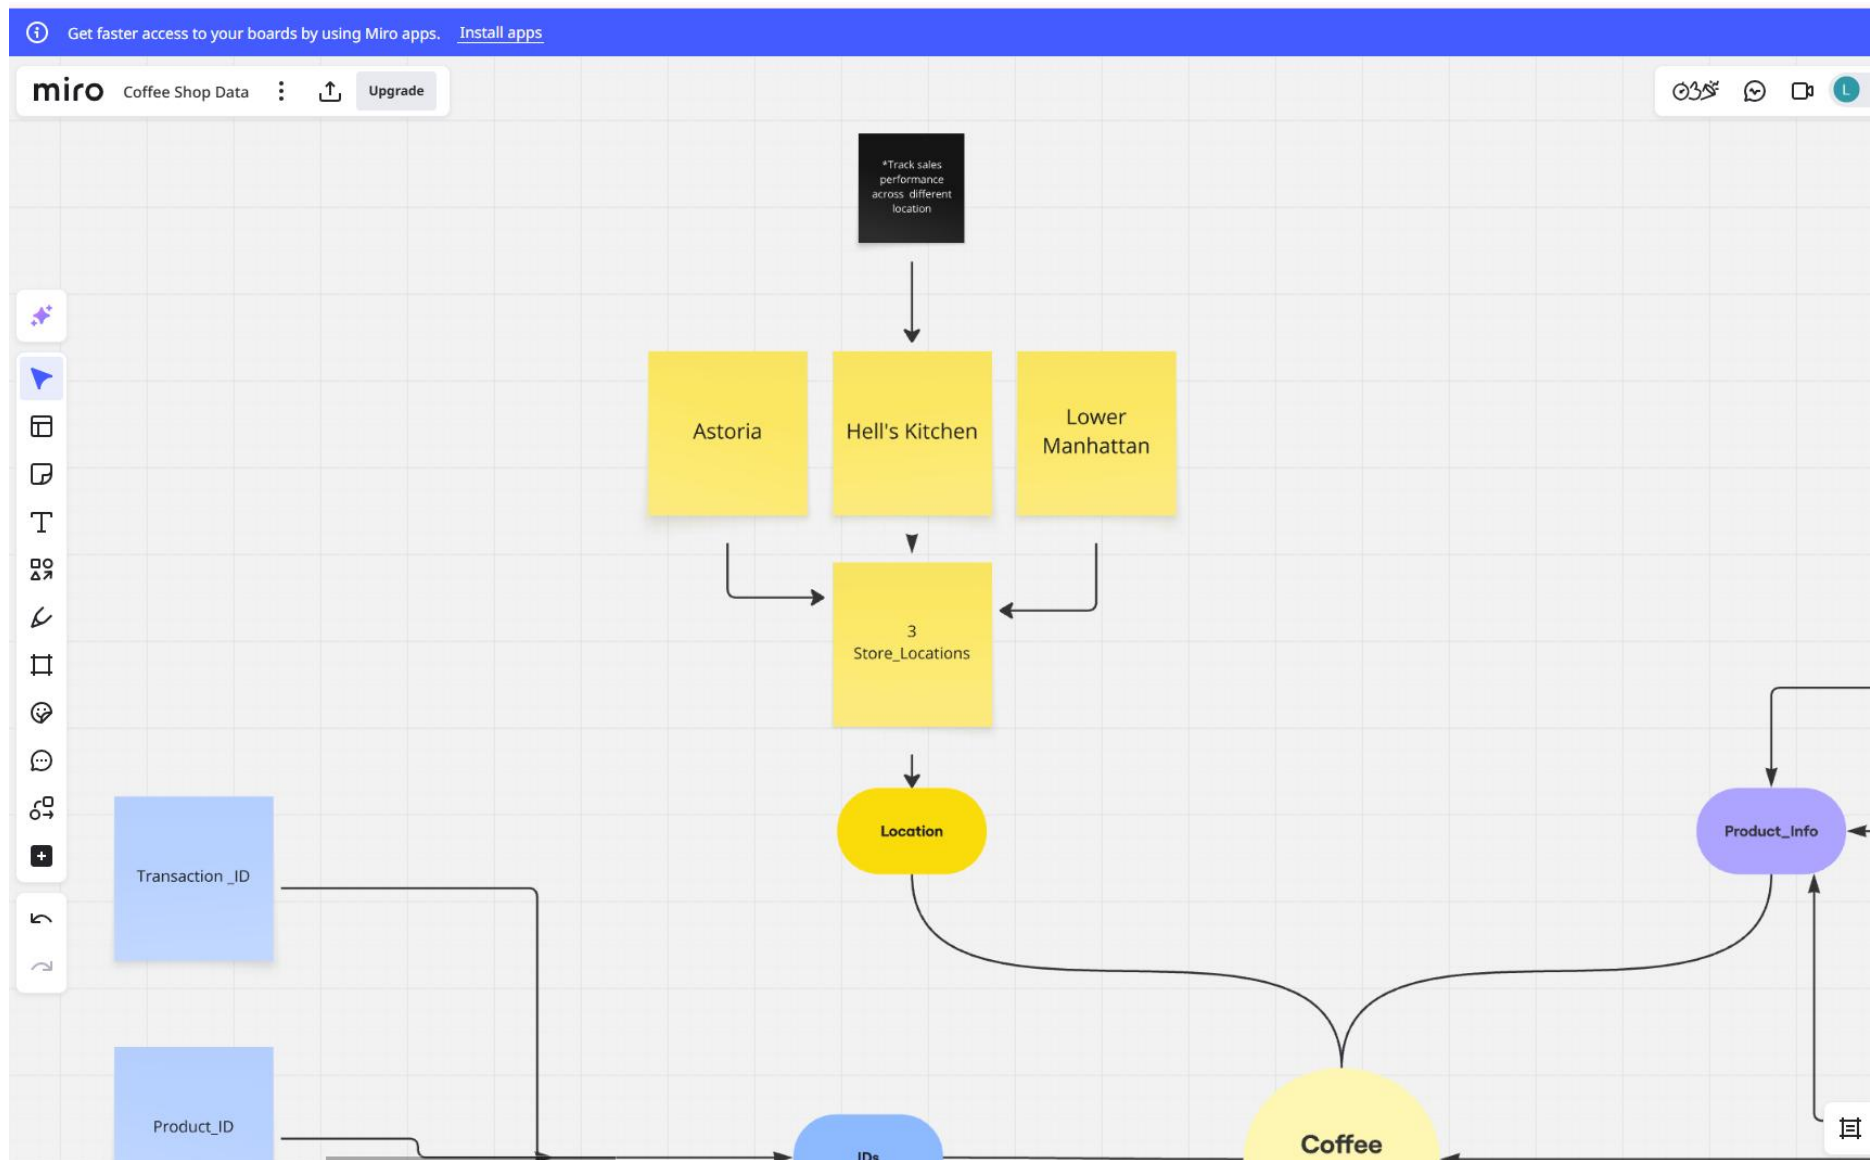 Get faster access to your boards by using Miro apps. Install apps
miro Coffee Shop Data Upgrade
L
*Track sales
performance
across different
location
Astoria
Hell's Kitchen
Lower
Manhattan
3
Store_Locations
Location
Product_Info
Transaction _ID
Product_ID
IDs
Coffee